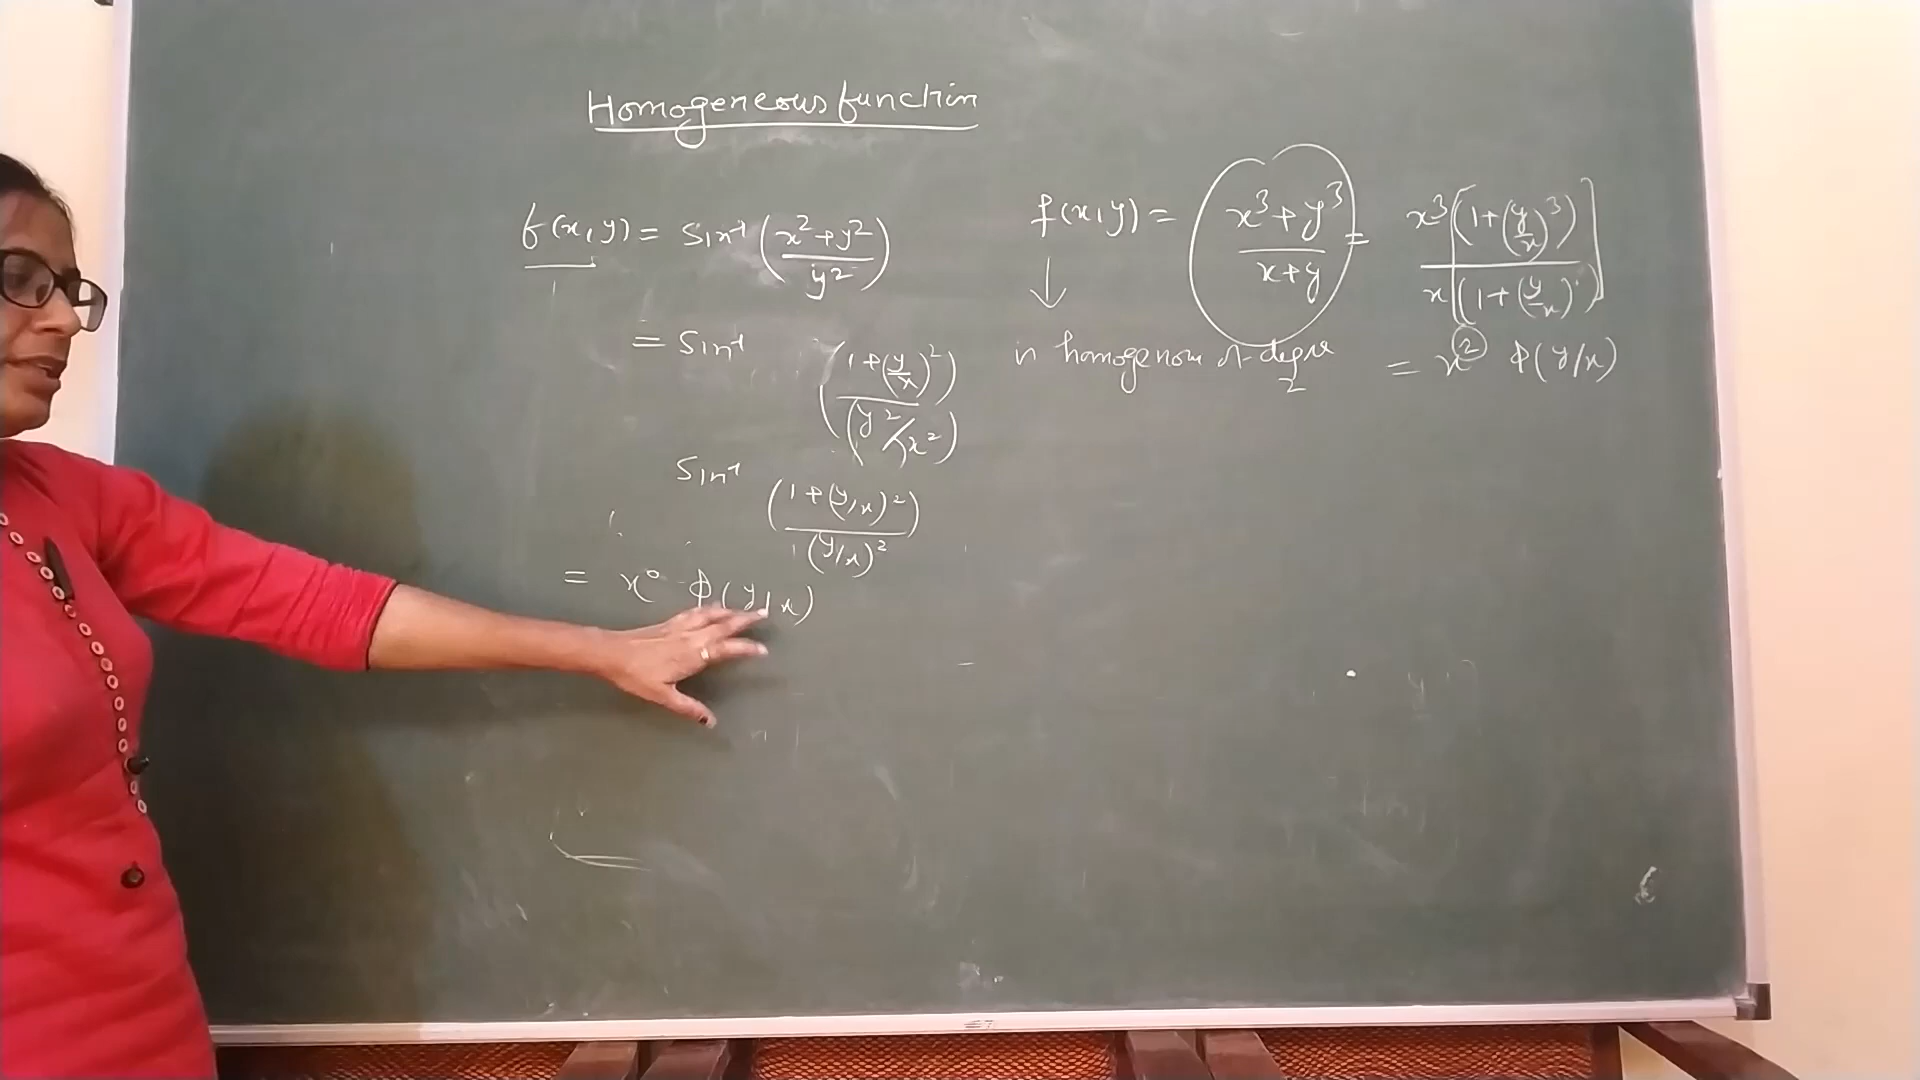 Homogeneous function
f(x,y) = Sin⁻¹ (x²+y² / y²)
= Sin⁻¹ (1+(y/x)² / (y²/x²))
Sin⁻¹ (1+(y/x)² / (y/x)²)
= x⁰ ϕ(y/x)
f(x,y) = x³+y³ / x+y = x³[(1+(y/x)³)] / x[(1+(y/x))]
↓
is homogenous of degree 2
= x² ϕ(y/x)